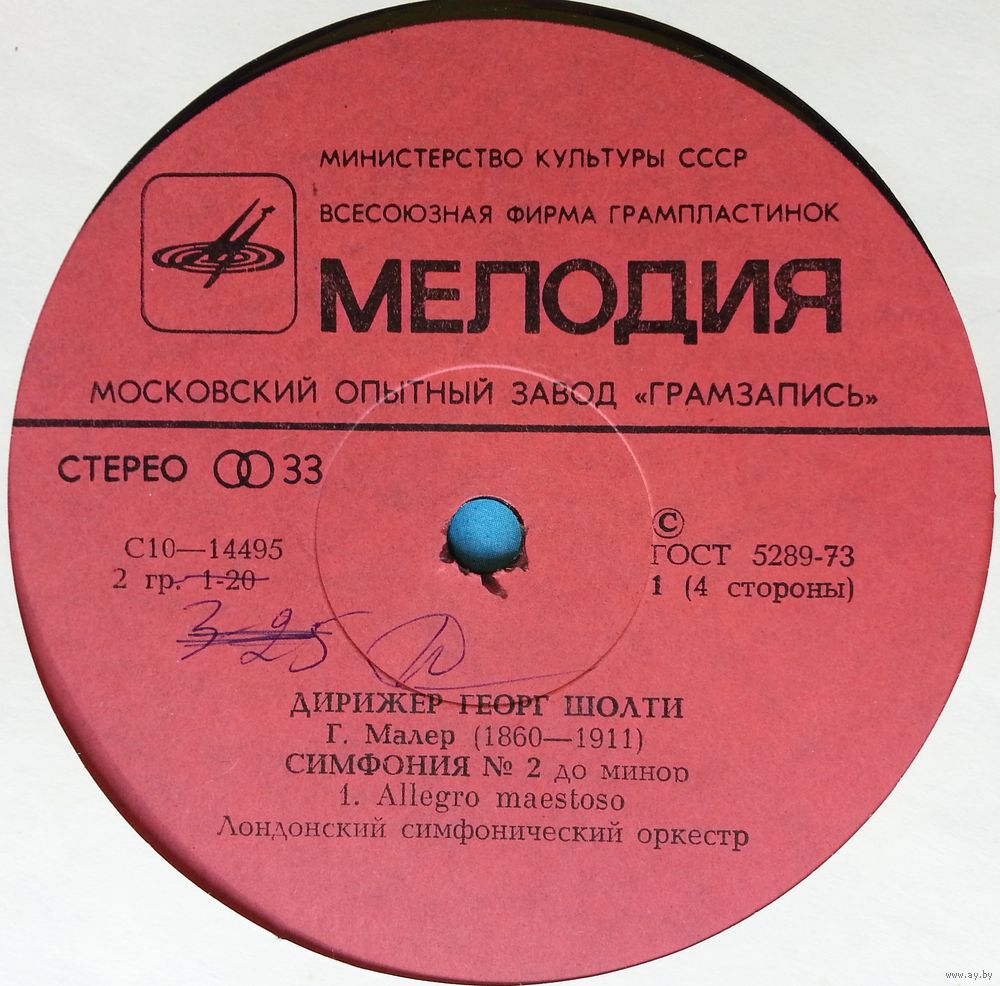 МИНИСТЕРСТВО КУЛЬТУРЫ СССР
ВСЕСОЮЗНАЯ ФИРМА ГРАМПЛАСТИНОК
МЕЛОДИЯ
МОСКОВСКИЙ ОПЫТНЫЙ ЗАВОД «ГРАМЗАПИСЬ»
СТЕРЕО 33
С10—14495
2 гр. 1-20
3-25
©
ГОСТ 5289-73
1 (4 стороны)
ДИРИЖЕР ГЕОРГ ШОЛТИ
Г. Малер (1860—1911)
СИМФОНИЯ № 2 до минор
1. Allegro maestoso
Лондонский симфонический оркестр
www.ay.by